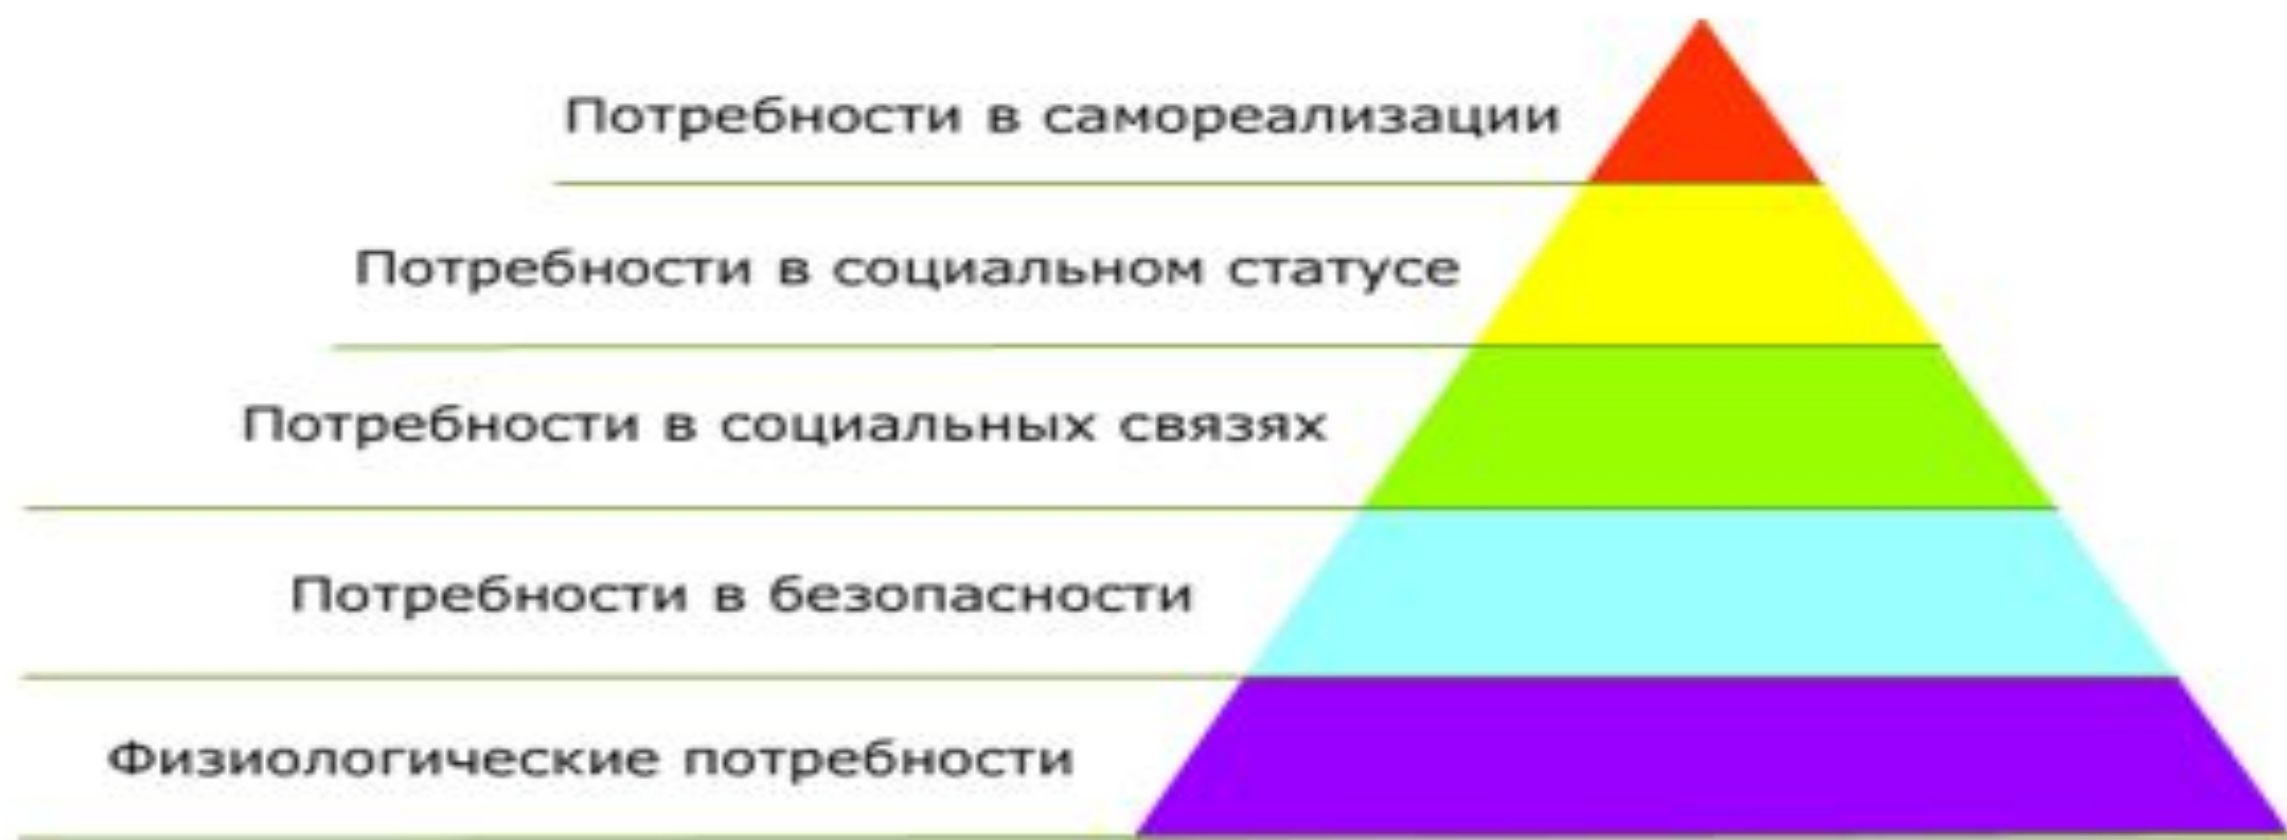 Потребности в самореализации
Потребности в социальном статусе
Потребности в социальных связях
Потребности в безопасности
Физиологические потребности